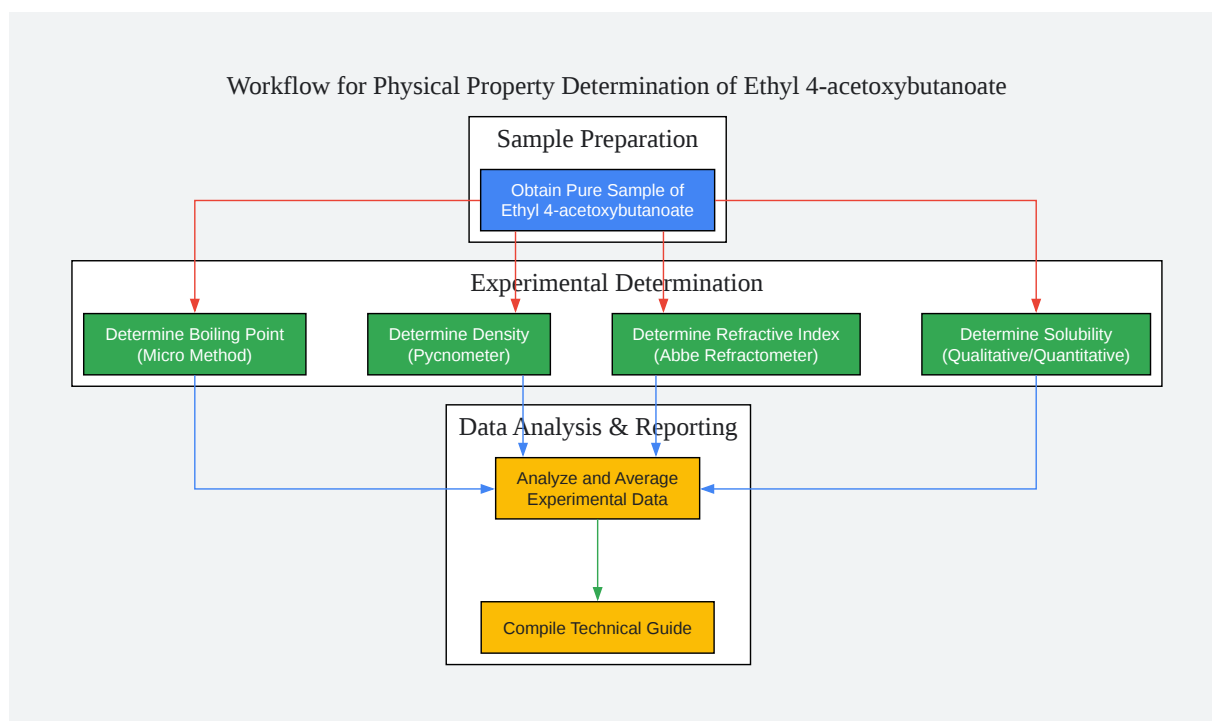 Workflow for Physical Property Determination of Ethyl 4-acetoxybutanoate
Sample Preparation
Obtain Pure Sample of
Ethyl 4-acetoxybutanoate
Experimental Determination
Determine Boiling Point
(Micro Method)
Determine Density
(Pycnometer)
Determine Refractive Index
(Abbe Refractometer)
Determine Solubility
(Qualitative/Quantitative)
Data Analysis & Reporting
Analyze and Average
Experimental Data
Compile Technical Guide